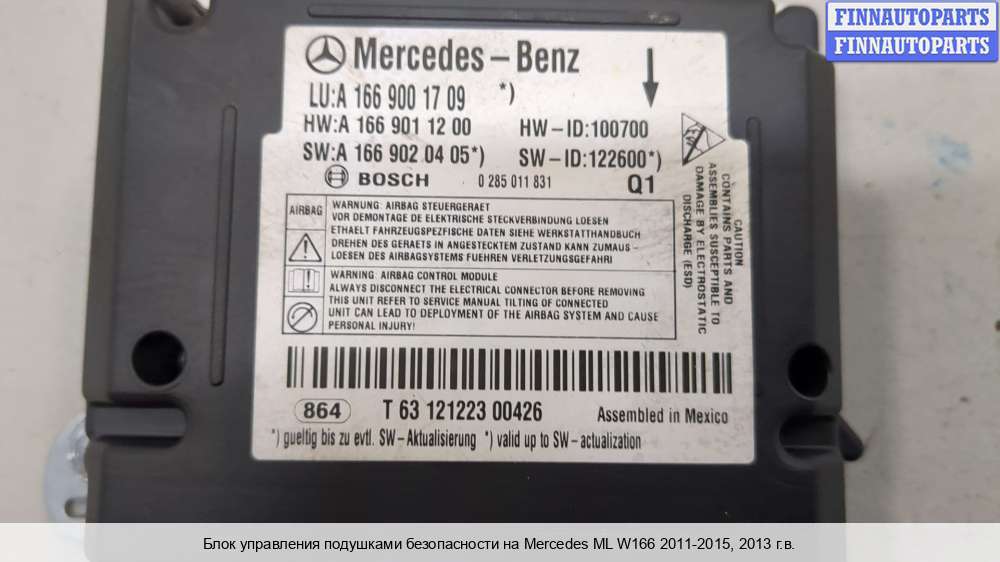 FINNAUTOPARTS
FINNAUTOPARTS
Mercedes-Benz
LU:A 166 900 17 09 *)
HW:A 166 901 12 00 HW-ID:100700
SW:A 166 902 04 05*) SW-ID:122600*)
BOSCH 0 285 011 831 Q1
AIRBAG
WARNUNG: AIRBAG STEUERGERAET
VOR DEMONTAGE DE ELEKTRISCHE STECKVERBINDUNG LOESEN
ETHAELT FAHRZEUGSPEZFISCHE DATEN SIEHE WERKSTATTHANDBUCH
DREHEN DES GERAETS IN ANGESTECKTEM ZUSTAND KANN ZUMAUS-
LOESEN DES AIRBAGSYSTEMS FUEHREN VERLETZUNGSGEFAHR!
WARNING: AIRBAG CONTROL MODULE
ALWAYS DISCONNECT THE ELECTRICAL CONNECTOR BEFORE REMOVING
THIS UNIT REFER TO SERVICE MANUAL TILTING OF CONNECTED
UNIT CAN LEAD TO DEPLOYMENT OF THE AIRBAG SYSTEM AND CAUSE
PERSONAL INJURY!
CAUTION
CONTAINS PARTS AND
ASSEMBLIES SUSCEPTIBLE TO
DAMAGE BY ELECTROSTATIC
DISCHARGE (ESD)
864 T 63 121223 00426 Assembled in Mexico
*) gueltig bis zu evtl. SW-Aktualisierung *) valid up to SW-actualization
Блок управления подушками безопасности на Mercedes ML W166 2011-2015, 2013 г.в.